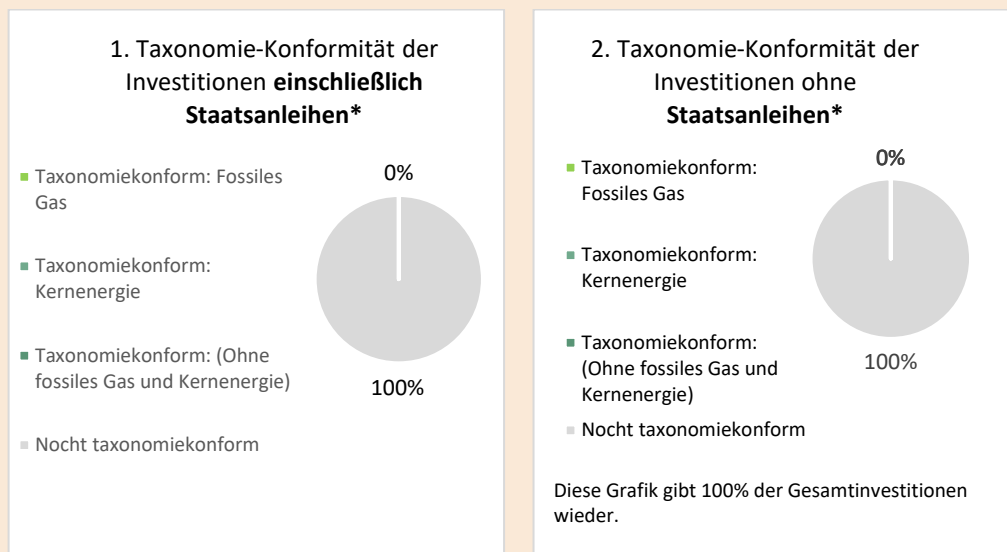 1. Taxonomie-Konformität der
Investitionen einschließlich
Staatsanleihen*
Taxonomiekonform: Fossiles
Gas
Taxonomiekonform:
Kernenergie
Taxonomiekonform: (Ohne
fossiles Gas und Kernenergie)
Nocht taxonomiekonform
0%
100%
2. Taxonomie-Konformität der
Investitionen ohne
Staatsanleihen*
Taxonomiekonform:
Fossiles Gas
Taxonomiekonform:
Kernenergie
Taxonomiekonform:
(Ohne fossiles Gas und
Kernenergie)
Nocht taxonomiekonform
0%
100%
Diese Grafik gibt 100% der Gesamtinvestitionen
wieder.